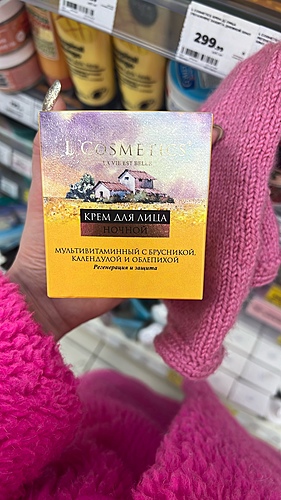 299
L'COSMETICS
LA VIE EST BELLE
КРЕМ ДЛЯ ЛИЦА
НОЧНОЙ
МУЛЬТИВИТАМИННЫЙ С БРУСНИКОЙ,
КАЛЕНДУЛОЙ И ОБЛЕПИХОЙ
Регенерация и защита